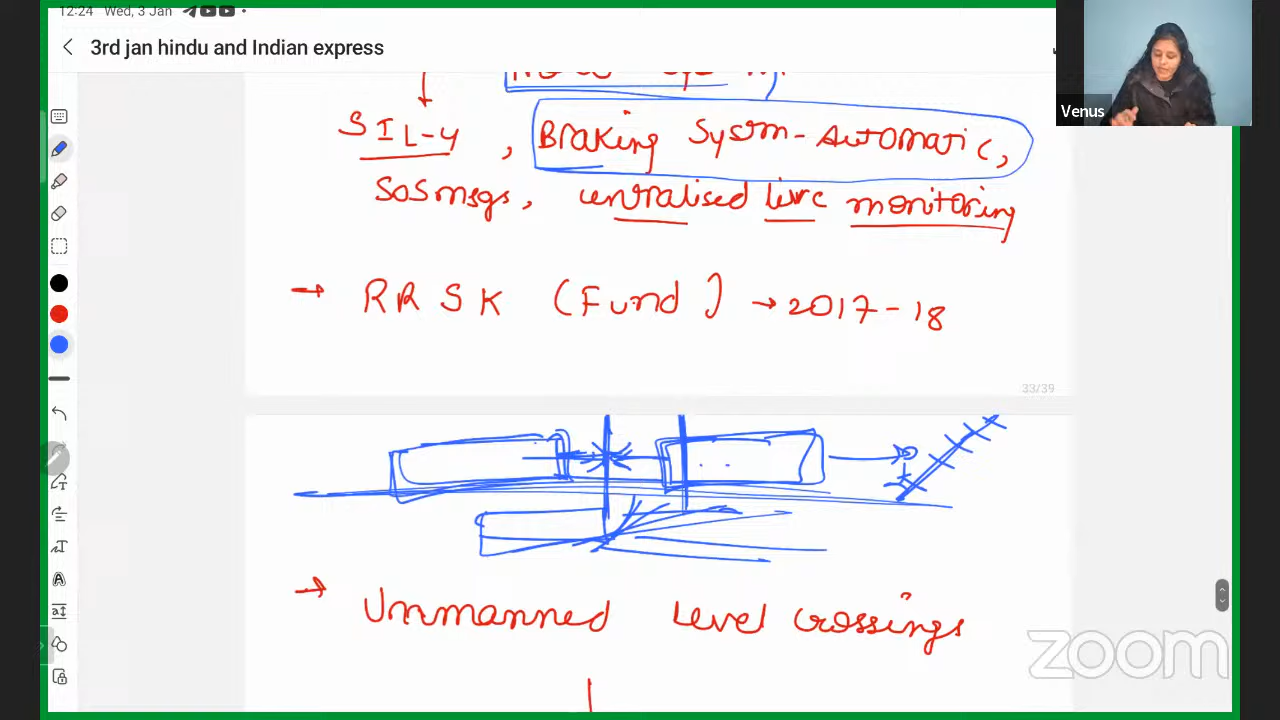 12:24 Wed, 3 Jan
3rd jan hindu and Indian express
Venus
SIL-4, Braking System-Automatic,
SoS msgs, centralised live monitoring
→ RRSK (Fund) → 2017-18
33/39
→ Unmanned Level crossings
zoom